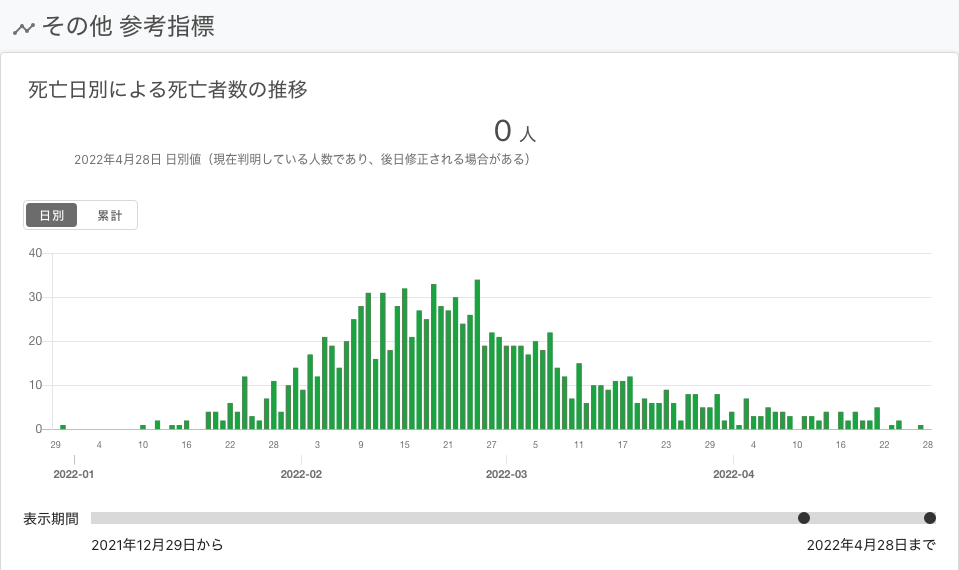 その他 参考指標
死亡日別による死亡者数の推移
0 人
2022年4月28日 日別値（現在判明している人数であり、後日修正される場合がある）
日別 累計
40
30
20
10
0
29 4 10 16 22 28 3 9 15 21 27 5 11 17 23 29 4 10 16 22 28
2022-01 2022-02 2022-03 2022-04
表示期間
2021年12月29日から 2022年4月28日まで